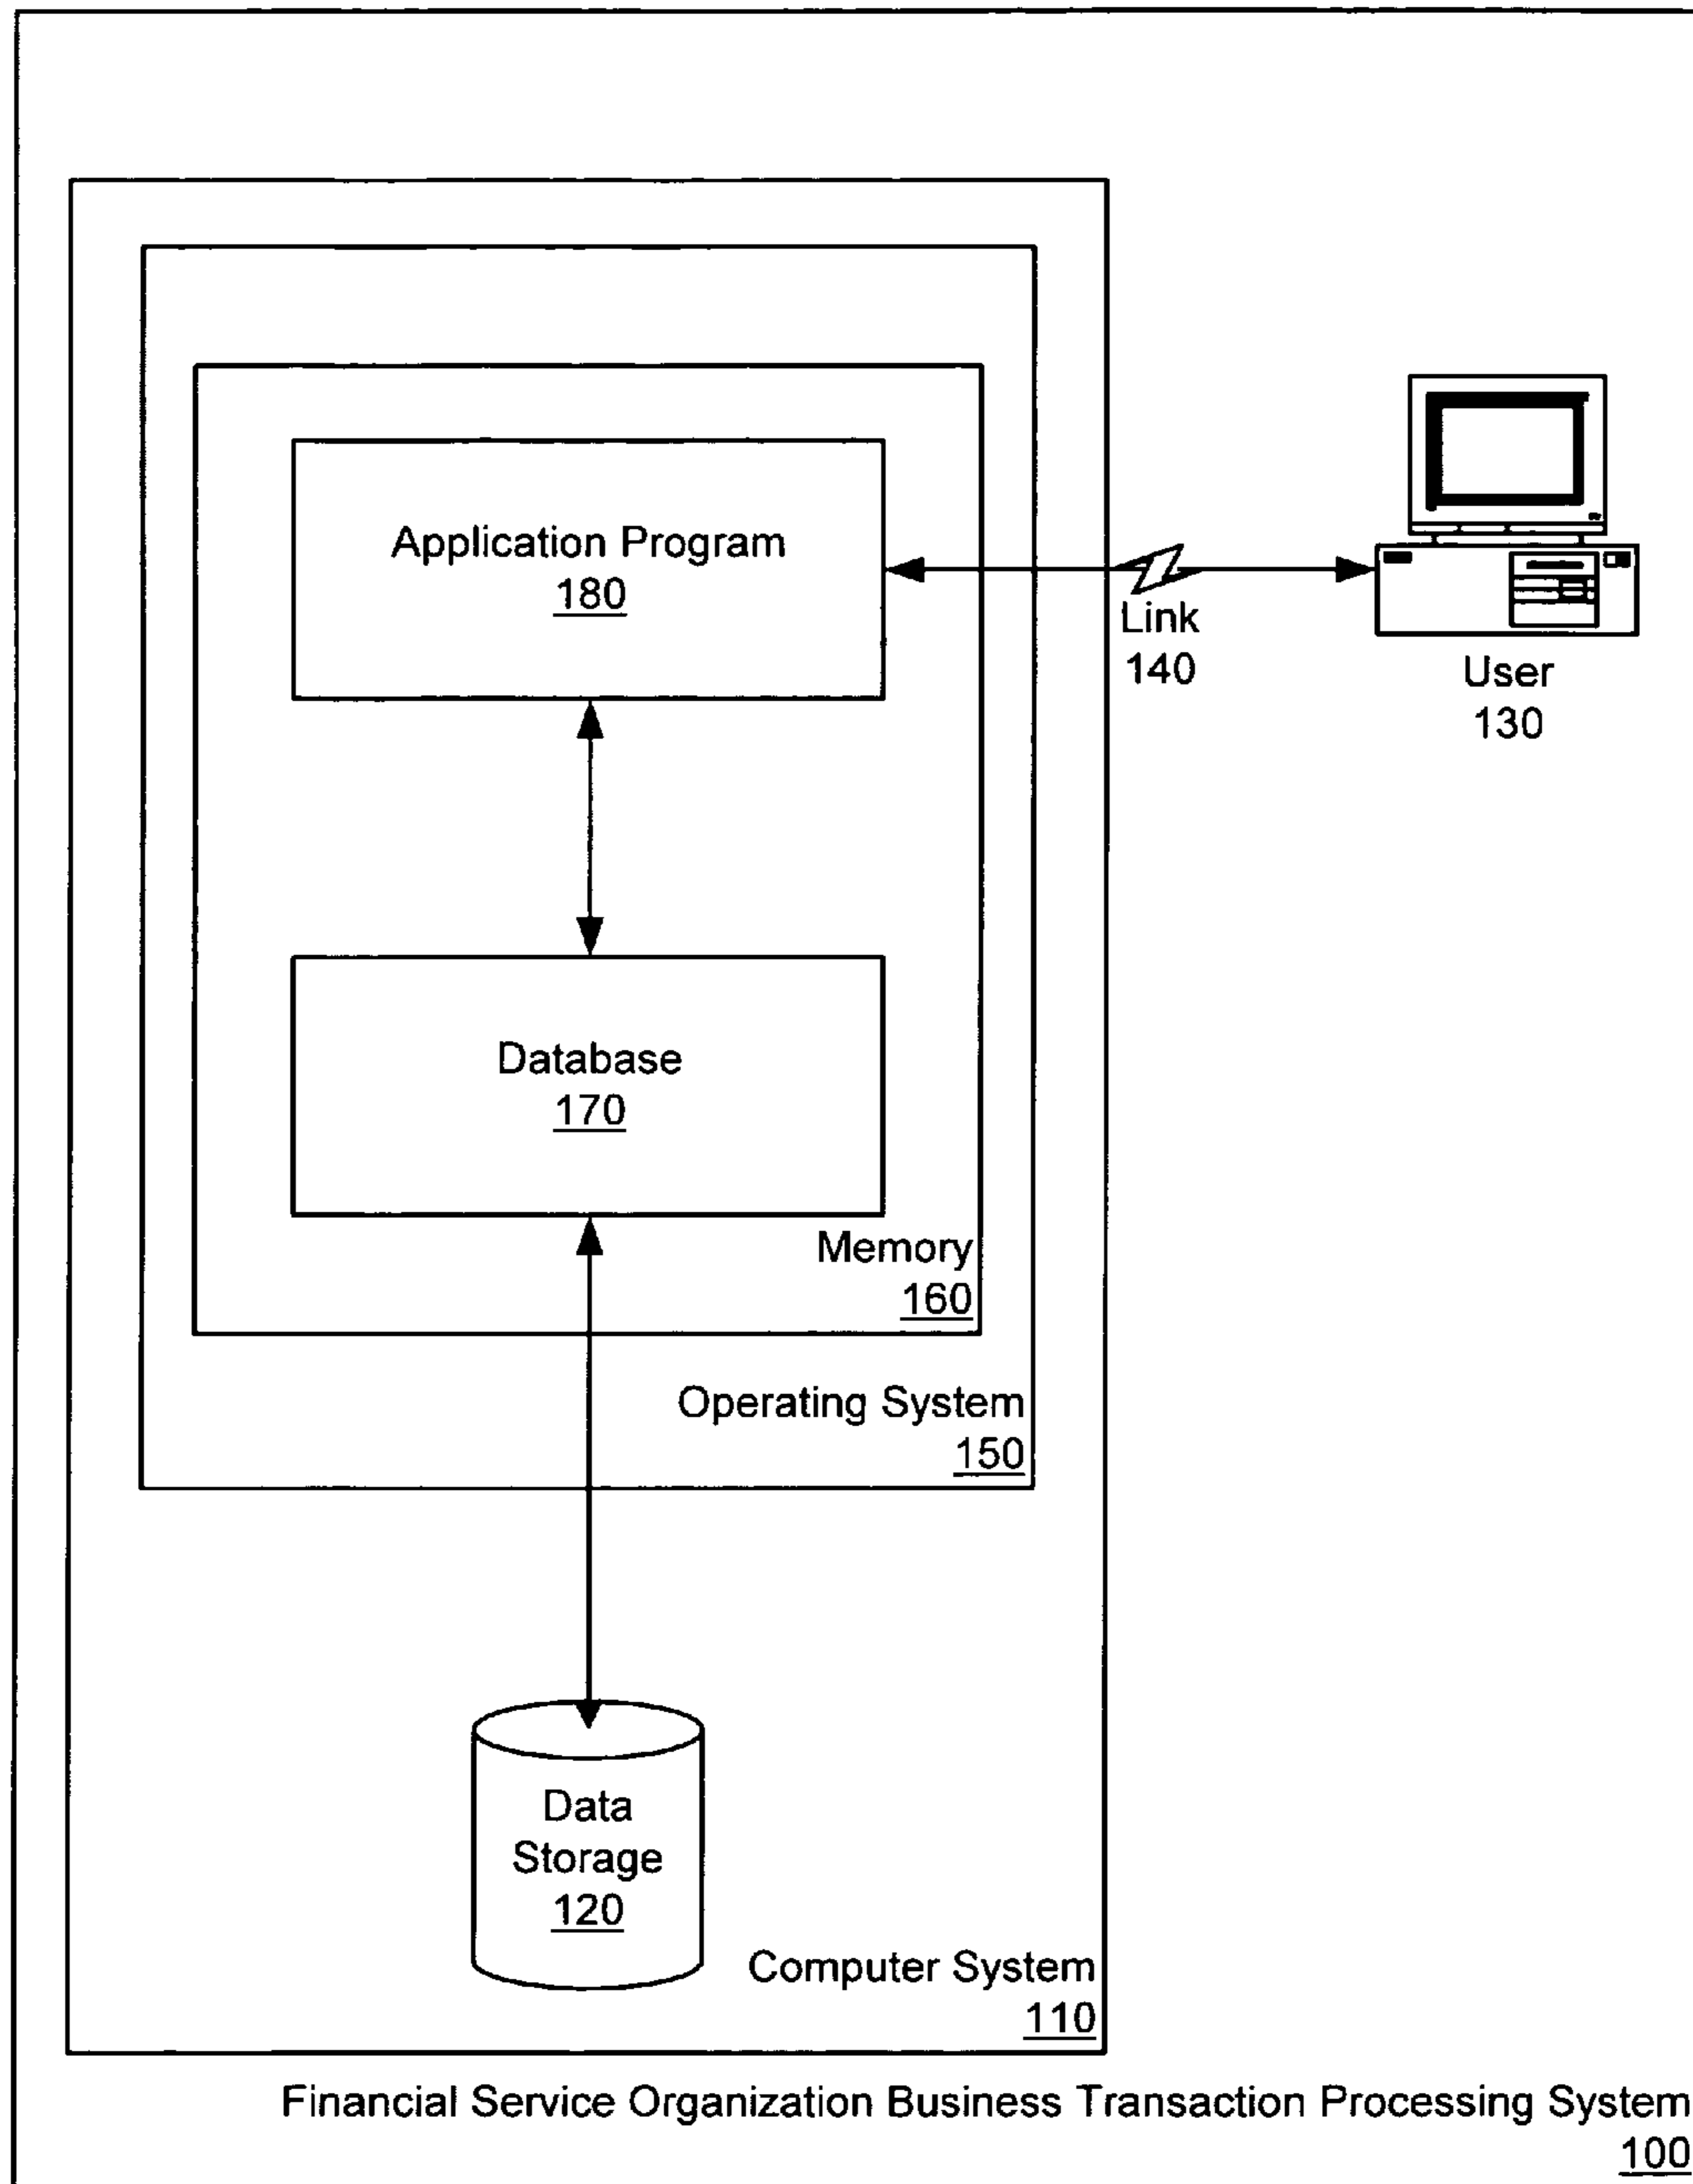 Application Program
180
Link
140
User
130
Database
170
Memory
160
Operating System
150
Data
Storage
120
Computer System
110
Financial Service Organization Business Transaction Processing System
100